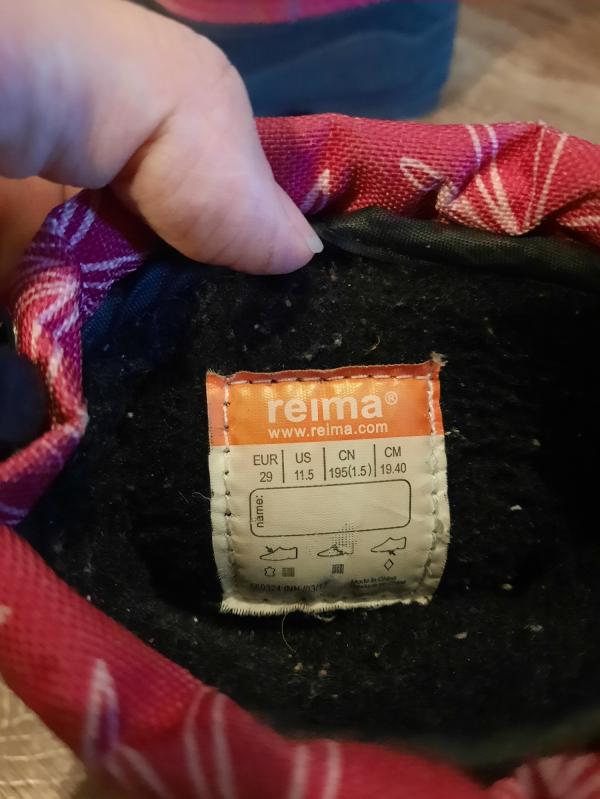 reima®
www.reima.com
EUR US CN CM
29 11.5 195(1.5) 19.40
name:
Made in China